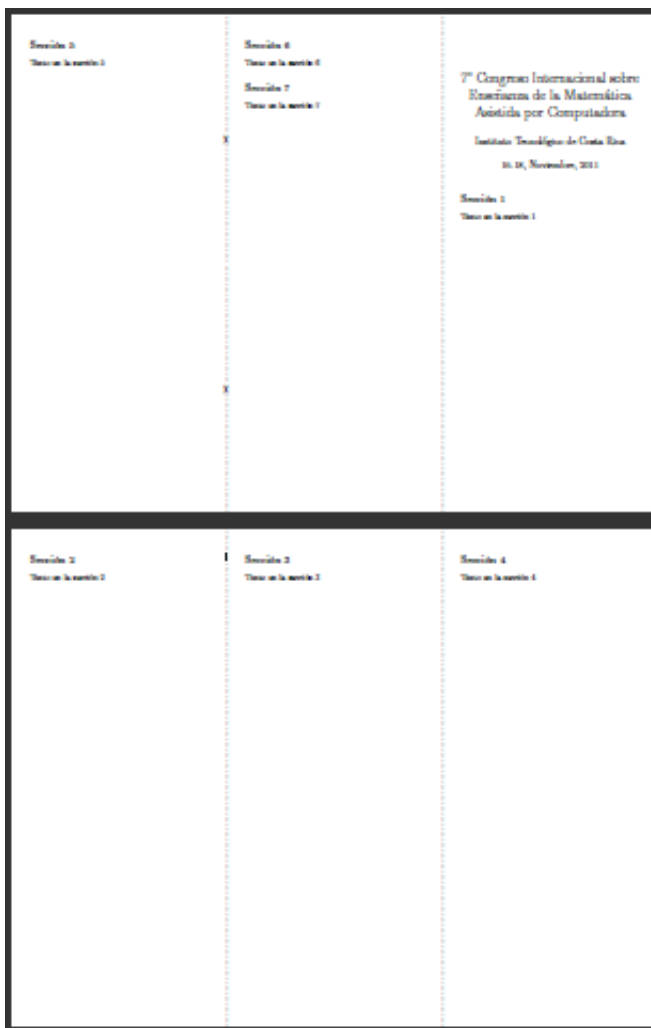 Sección 5
Texto en la sección 5
Sección 6
Texto en la sección 6
Sección 7
Texto en la sección 7
7° Congreso Internacional sobre
Enseñanza de la Matemática
Asistida por Computadora
Instituto Tecnológico de Costa Rica
Noviembre, 2011
Sección 1
Texto en la sección 1
Sección 2
Texto en la sección 2
Sección 3
Texto en la sección 3
Sección 4
Texto en la sección 4